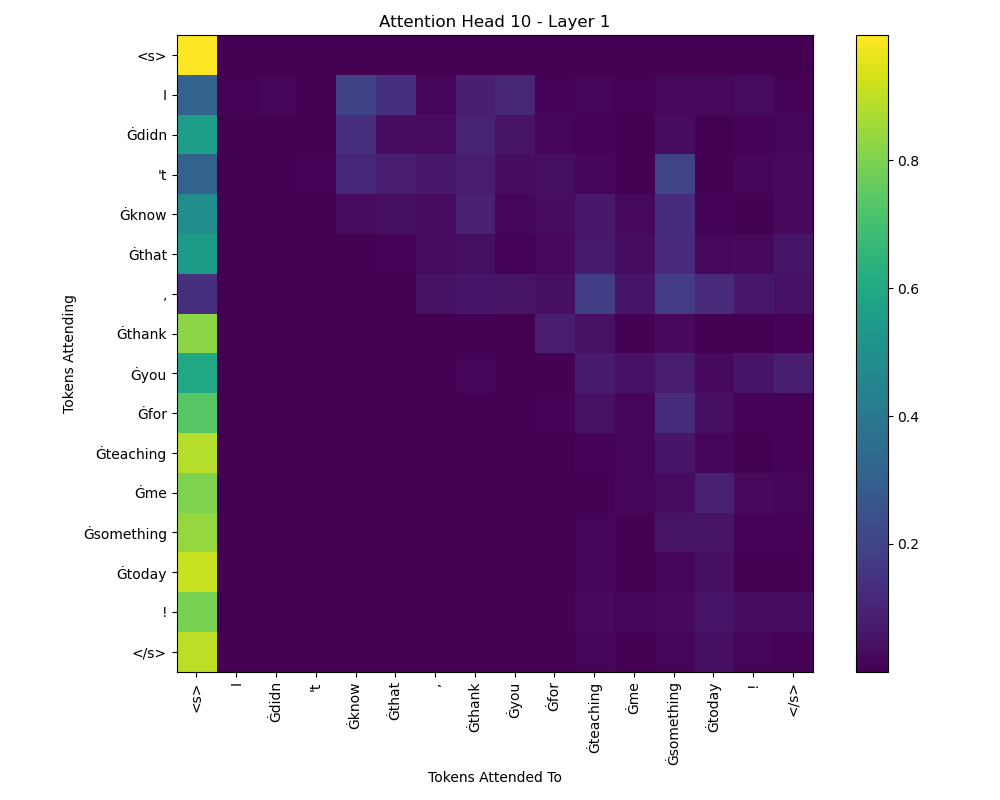 Attention Head 10 - Layer 1
<s>
I
Ġdidn
't
Ġknow
Ġthat
,
Ġthank
Ġyou
Ġfor
Ġteaching
Ġme
Ġsomething
Ġtoday
!
</s>
Tokens Attending
<s>
I
Ġdidn
't
Ġknow
Ġthat
,
Ġthank
Ġyou
Ġfor
Ġteaching
Ġme
Ġsomething
Ġtoday
!
</s>
Tokens Attended To
0.8
0.6
0.4
0.2